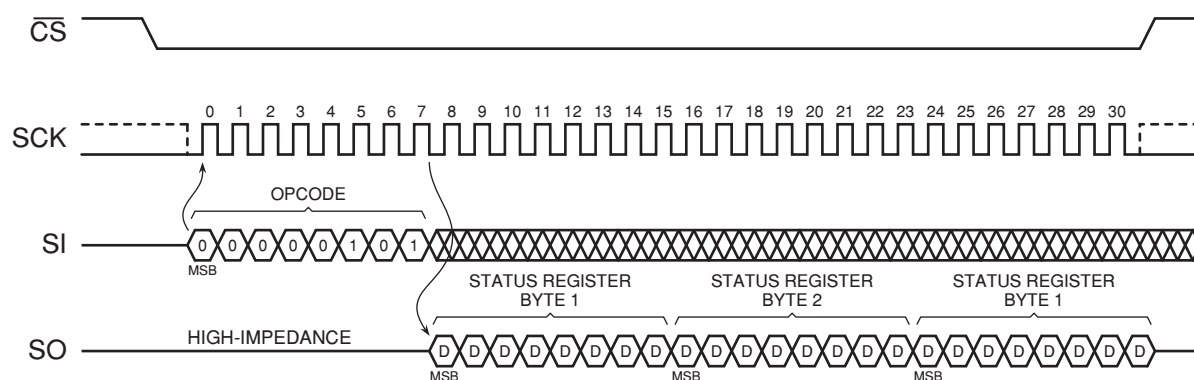 CS
SCK
0 1 2 3 4 5 6 7 8 9 10 11 12 13 14 15 16 17 18 19 20 21 22 23 24 25 26 27 28 29 30
OPCODE
SI
0 0 0 0 0 1 0 1
MSB
STATUS REGISTER BYTE 1
STATUS REGISTER BYTE 2
STATUS REGISTER BYTE 1
SO
HIGH-IMPEDANCE
D D D D D D D D D D D D D D D D D D D D D D D D
MSB MSB MSB